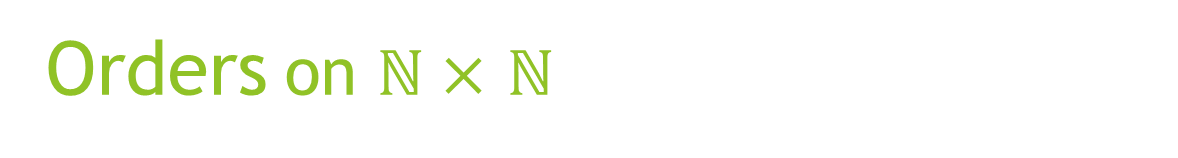 Orders on ℕ × ℕ